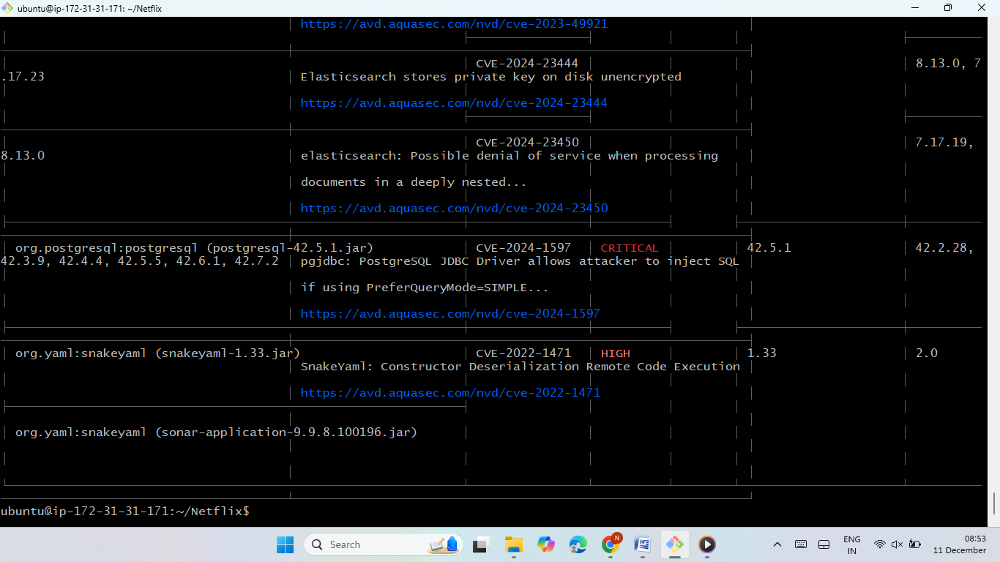 ubuntu@ip-172-31-31-171: ~/Netflix
https://avd.aquasec.com/nvd/cve-2023-49921
CVE-2024-23444 8.13.0, 7
.17.23 Elasticsearch stores private key on disk unencrypted
https://avd.aquasec.com/nvd/cve-2024-23444
CVE-2024-23450 7.17.19,
8.13.0 elasticsearch: Possible denial of service when processing
documents in a deeply nested...
https://avd.aquasec.com/nvd/cve-2024-23450
org.postgresql:postgresql (postgresql-42.5.1.jar) CVE-2024-1597 CRITICAL 42.5.1 42.2.28,
42.3.9, 42.4.4, 42.5.5, 42.6.1, 42.7.2 pgjdbc: PostgreSQL JDBC Driver allows attacker to inject SQL
if using PreferQueryMode=SIMPLE...
https://avd.aquasec.com/nvd/cve-2024-1597
org.yaml:snakeyaml (snakeyaml-1.33.jar) CVE-2022-1471 HIGH 1.33 2.0
SnakeYaml: Constructor Deserialization Remote Code Execution
https://avd.aquasec.com/nvd/cve-2022-1471
org.yaml:snakeyaml (sonar-application-9.9.8.100196.jar)
ubuntu@ip-172-31-31-171:~/Netflix$
Search
N
ENG
IN
08:53
11 December